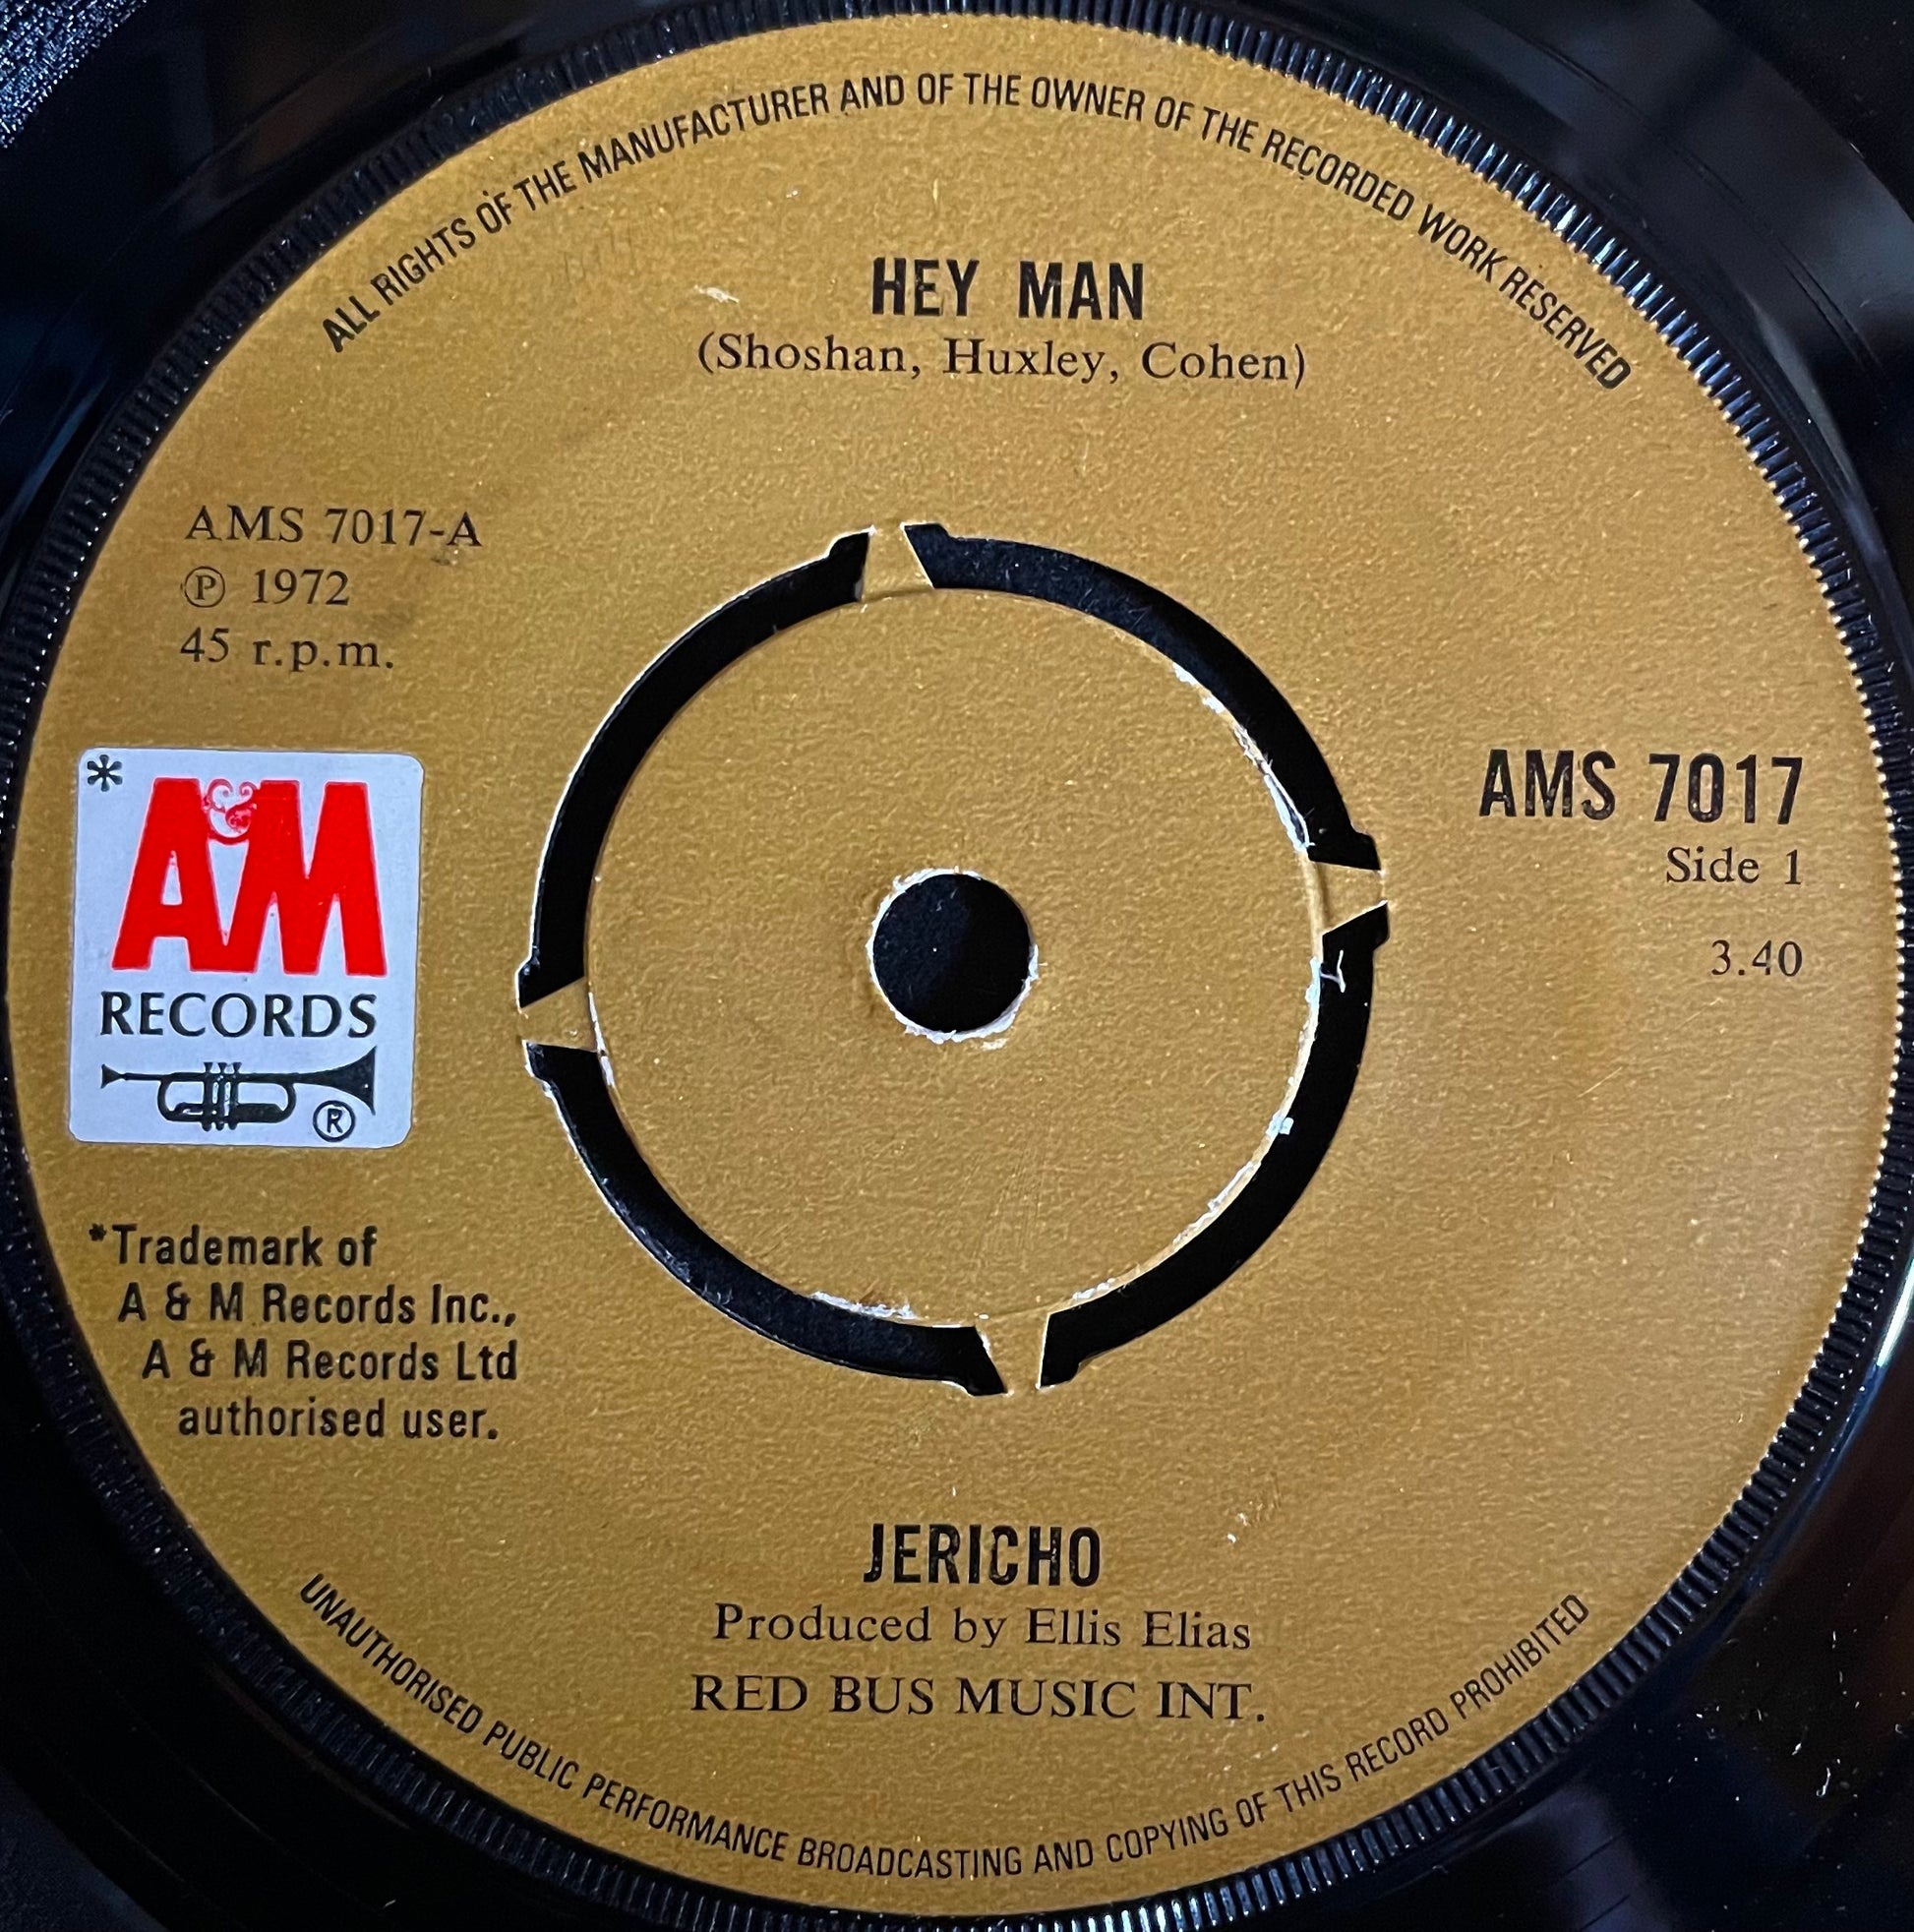 ALL RIGHTS OF THE MANUFACTURER AND OF THE OWNER OF THE RECORDED WORK RESERVED
HEY MAN
(Shoshan, Huxley, Cohen)
AMS 7017-A
Ⓟ 1972
45 r.p.m.
AMS 7017
Side 1
3.40
*
A&M
RECORDS
®
*Trademark of
A & M Records Inc.,
A & M Records Ltd
authorised user.
JERICHO
Produced by Ellis Elias
RED BUS MUSIC INT.
UNAUTHORISED PUBLIC PERFORMANCE BROADCASTING AND COPYING OF THIS RECORD PROHIBITED